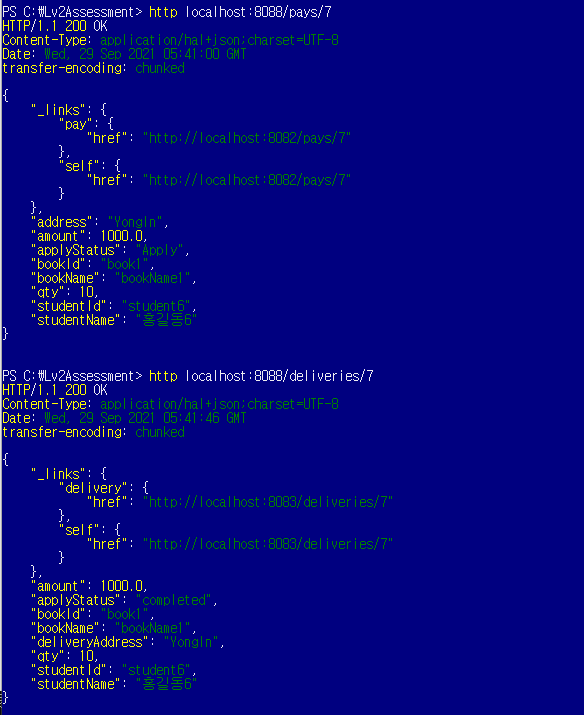 PS C:\Lv2Assessment> http localhost:8088/pays/7
HTTP/1.1 200 OK
Content-Type: application/hal+json;charset=UTF-8
Date: Wed, 29 Sep 2021 05:41:00 GMT
transfer-encoding: chunked
{
    "_links": {
        "pay": {
            "href": "http://localhost:8082/pays/7"
        },
        "self": {
            "href": "http://localhost:8082/pays/7"
        }
    },
    "address": "YongIn",
    "amount": 1000.0,
    "applyStatus": "Apply",
    "bookId": "book1",
    "bookName": "bookName1",
    "qty": 10,
    "studentId": "student6",
    "studentName": "홍길동6"
}
PS C:\Lv2Assessment> http localhost:8088/deliveries/7
HTTP/1.1 200 OK
Content-Type: application/hal+json;charset=UTF-8
Date: Wed, 29 Sep 2021 05:41:46 GMT
transfer-encoding: chunked
{
    "_links": {
        "delivery": {
            "href": "http://localhost:8083/deliveries/7"
        },
        "self": {
            "href": "http://localhost:8083/deliveries/7"
        }
    },
    "amount": 1000.0,
    "applyStatus": "completed",
    "bookId": "book1",
    "bookName": "bookName1",
    "deliveryAddress": "YongIn",
    "qty": 10,
    "studentId": "student6",
    "studentName": "홍길동6"
}